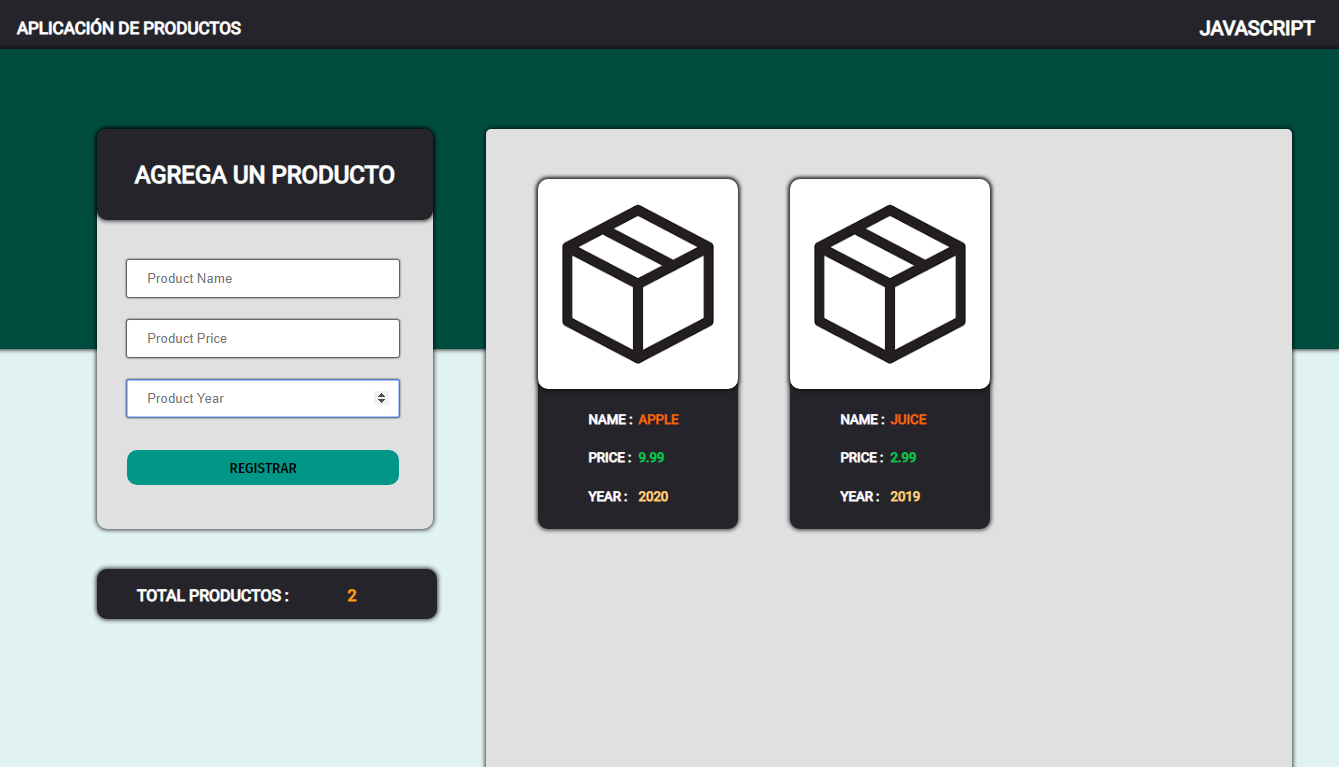 APLICACIÓN DE PRODUCTOS
JAVASCRIPT
AGREGA UN PRODUCTO
Product Name
Product Price
Product Year
REGISTRAR
TOTAL PRODUCTOS : 2
NAME : APPLE
PRICE : 9.99
YEAR : 2020
NAME : JUICE
PRICE : 2.99
YEAR : 2019